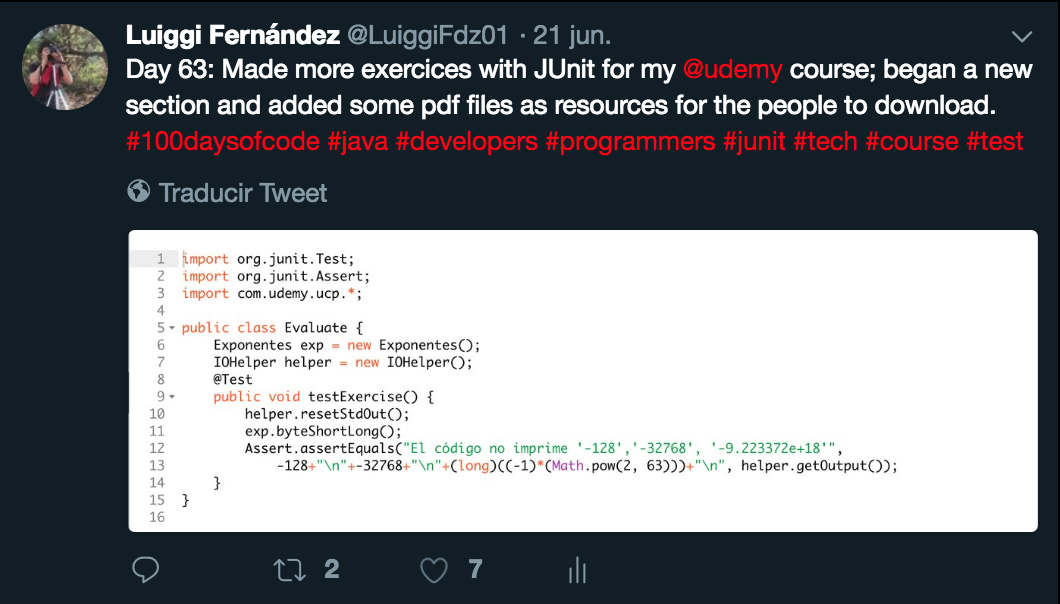 Luiggi Fernández @LuiggiFdz01 · 21 jun.
Day 63: Made more exercices with JUnit for my @udemy course; began a new
section and added some pdf files as resources for the people to download.
#100daysofcode #java #developers #programmers #junit #tech #course #test
Traducir Tweet
1 import org.junit.Test;
2 import org.junit.Assert;
3 import com.udemy.ucp.*;
4
5 public class Evaluate {
6 Exponentes exp = new Exponentes();
7 IOHelper helper = new IOHelper();
8 @Test
9 public void testExercise() {
10 helper.resetStdOut();
11 exp.byteShortLong();
12 Assert.assertEquals("El código no imprime '-128','-32768', '-9.223372e+18'",
13 -128+"\n"+-32768+"\n"+(long)((-1)*(Math.pow(2, 63)))+"\n", helper.getOutput());
14 }
15 }
16
2 7